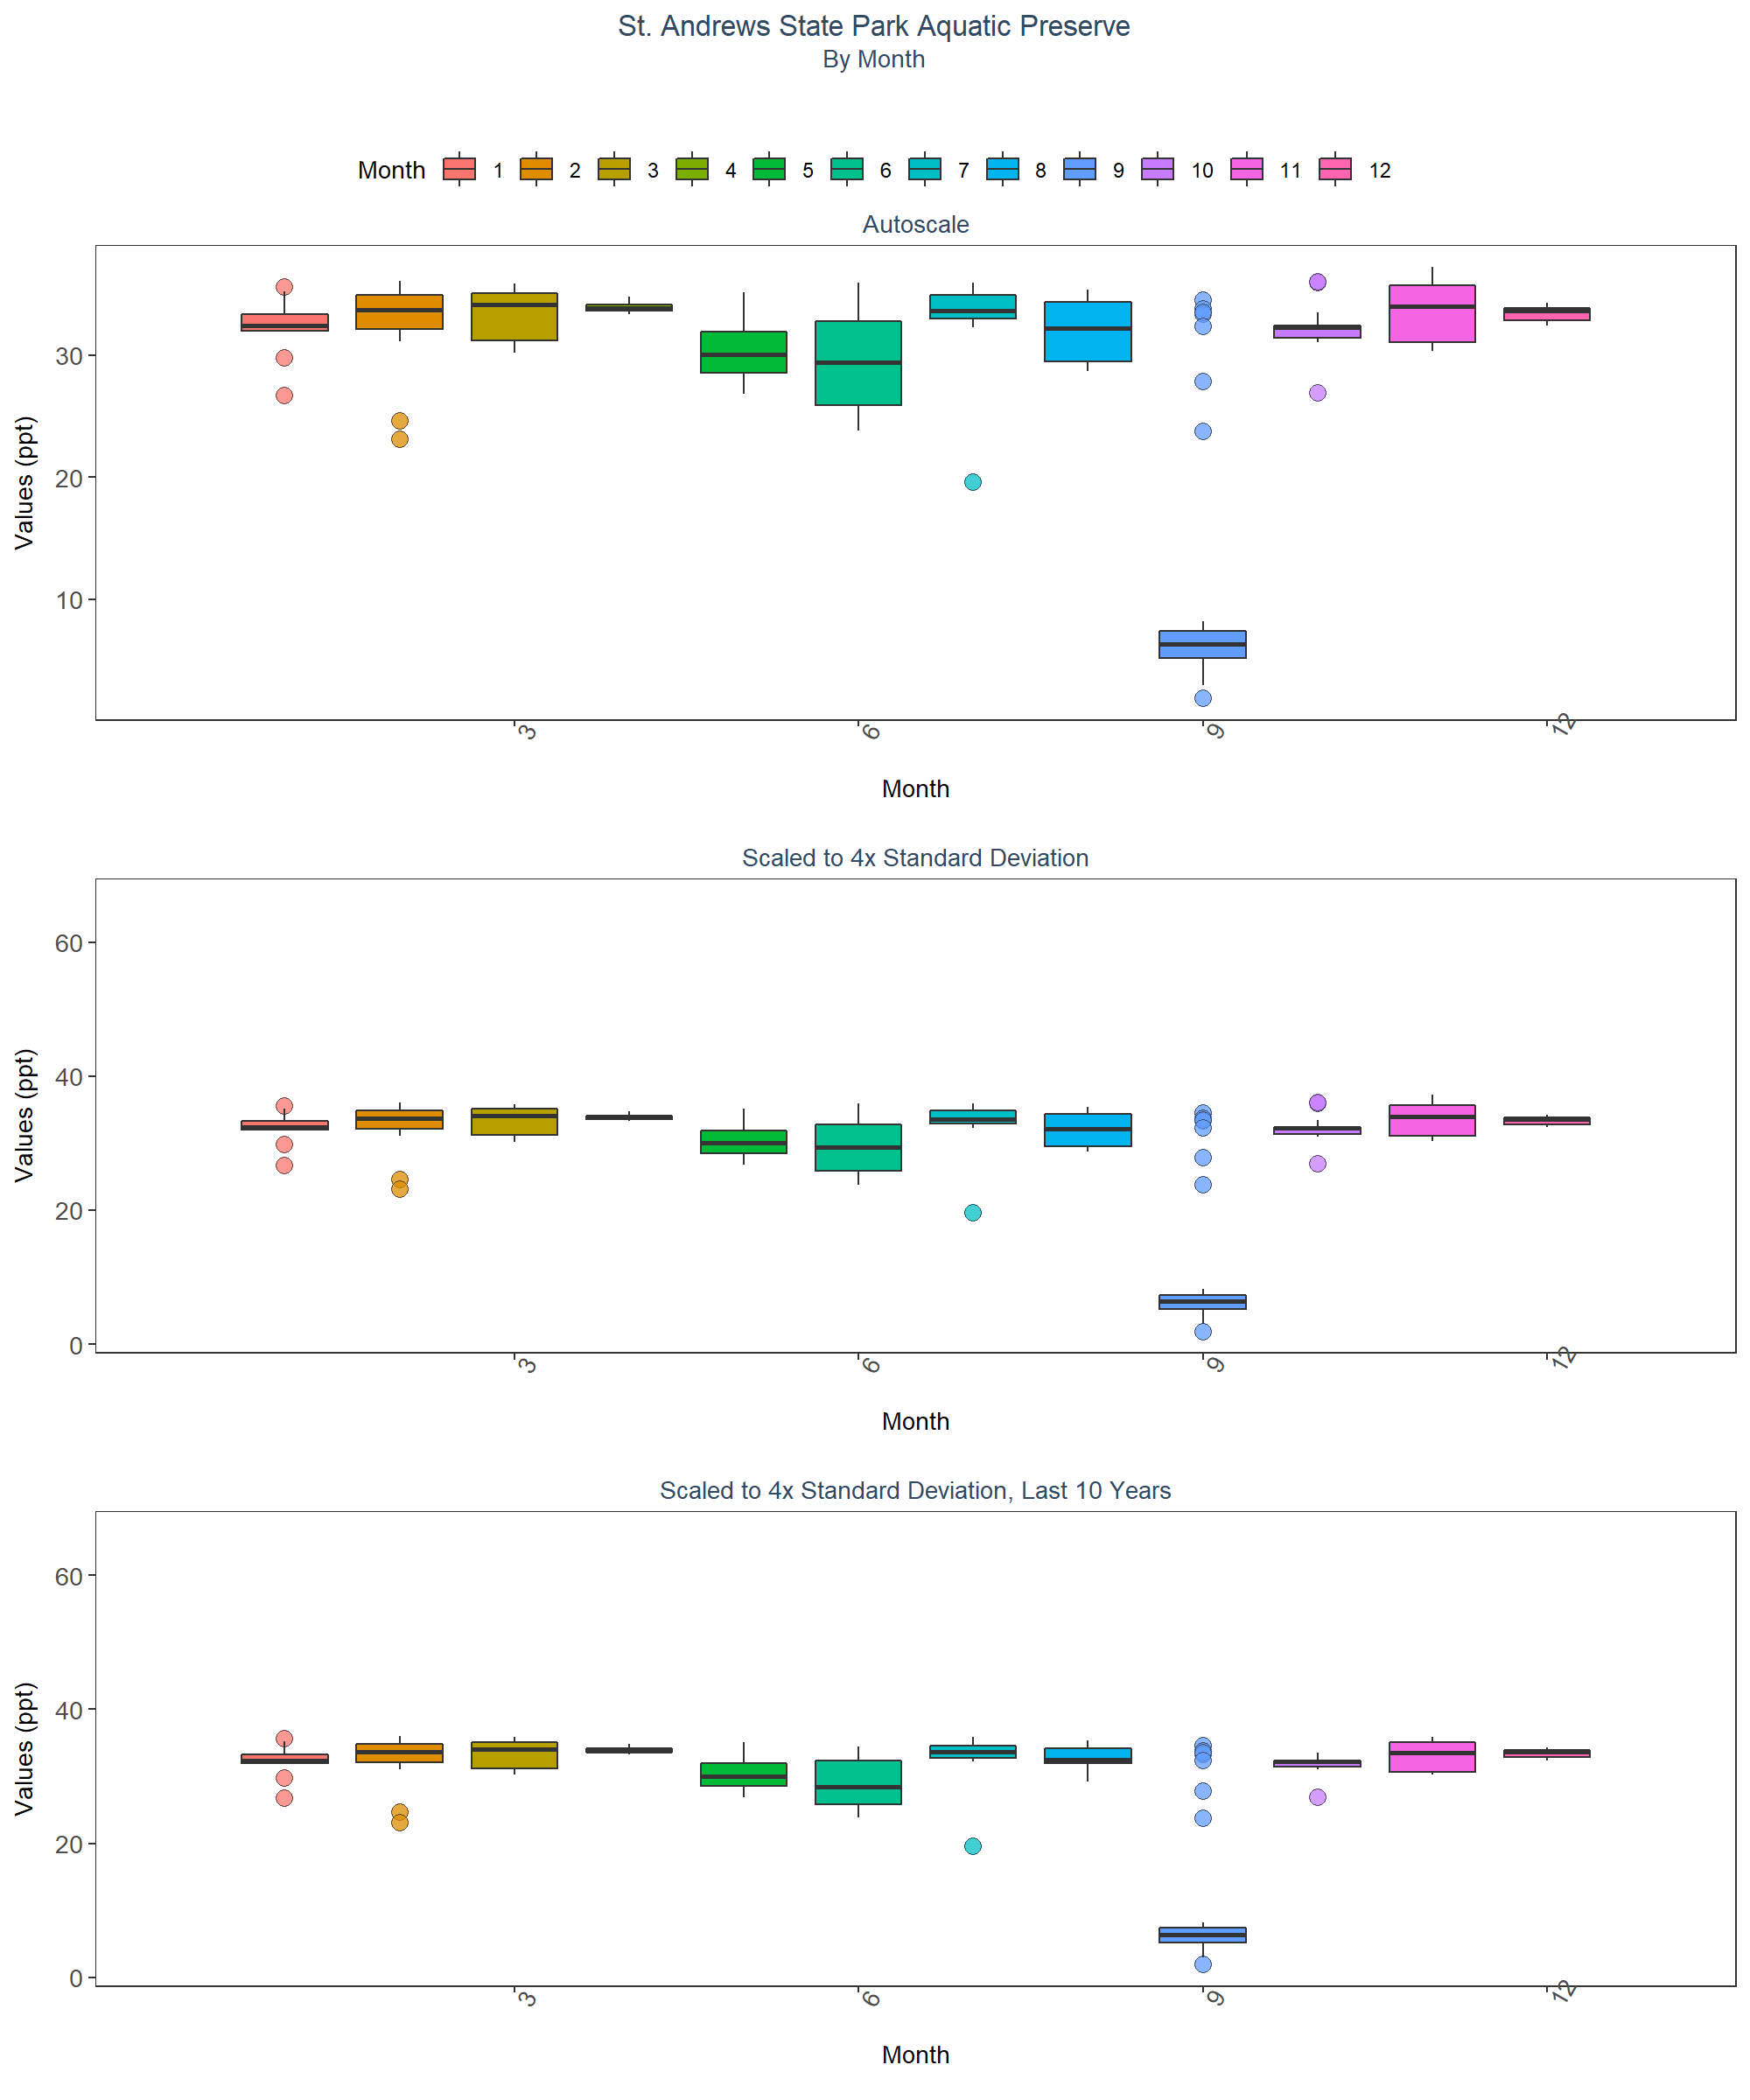 St. Andrews State Park Aquatic Preserve
By Month
Month 1 2 3 4 5 6 7 8 9 10 11 12
Autoscale
Values (ppt)
30
20
10
3 6 9 12
Month
Scaled to 4x Standard Deviation
Values (ppt)
60
40
20
0
3 6 9 12
Month
Scaled to 4x Standard Deviation, Last 10 Years
Values (ppt)
60
40
20
0
3 6 9 12
Month